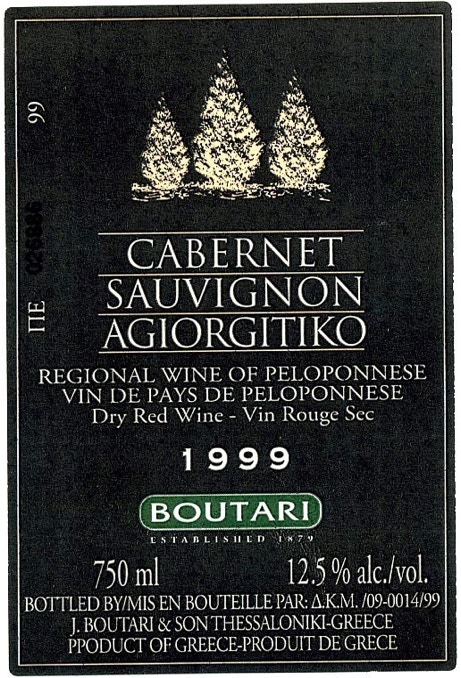 99
ΠΕ 026886
CABERNET
SAUVIGNON
AGIORGITIKO
REGIONAL WINE OF PELOPONNESE
VIN DE PAYS DE PELOPONNESE
Dry Red Wine - Vin Rouge Sec
1999
BOUTARI
ESTABLISHED 1879
750 ml 12.5 % alc./vol.
BOTTLED BY/MIS EN BOUTEILLE PAR: Δ.Κ.Μ. /09-0014/99
J. BOUTARI & SON THESSALONIKI-GREECE
PPODUCT OF GREECE-PRODUIT DE GRECE